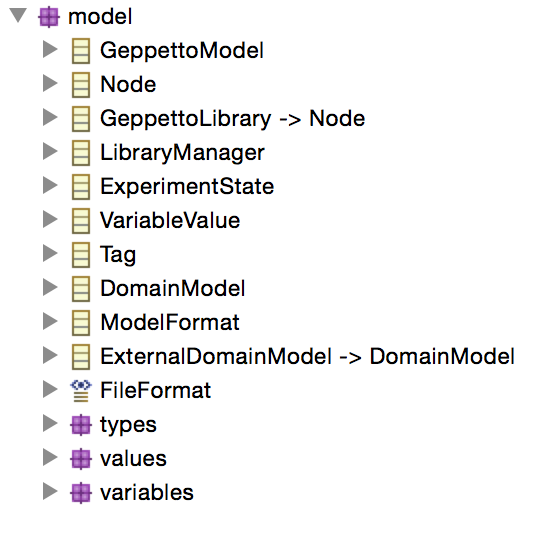 model
GeppettoModel
Node
GeppettoLibrary -> Node
LibraryManager
ExperimentState
VariableValue
Tag
DomainModel
ModelFormat
ExternalDomainModel -> DomainModel
FileFormat
types
values
variables